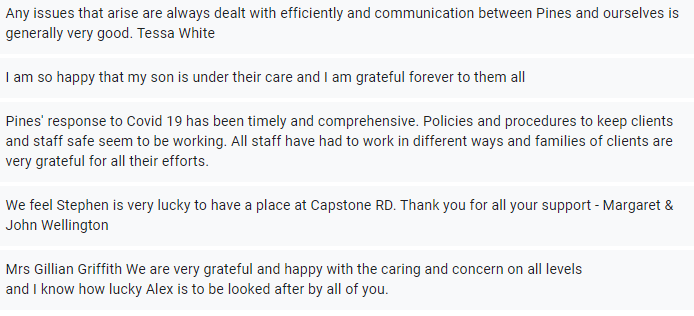 Any issues that arise are always dealt with efficiently and communication between Pines and ourselves is
generally very good. Tessa White
I am so happy that my son is under their care and I am grateful forever to them all
Pines' response to Covid 19 has been timely and comprehensive. Policies and procedures to keep clients
and staff safe seem to be working. All staff have had to work in different ways and families of clients are
very grateful for all their efforts.
We feel Stephen is very lucky to have a place at Capstone RD. Thank you for all your support - Margaret &
John Wellington
Mrs Gillian Griffith We are very grateful and happy with the caring and concern on all levels
and I know how lucky Alex is to be looked after by all of you.